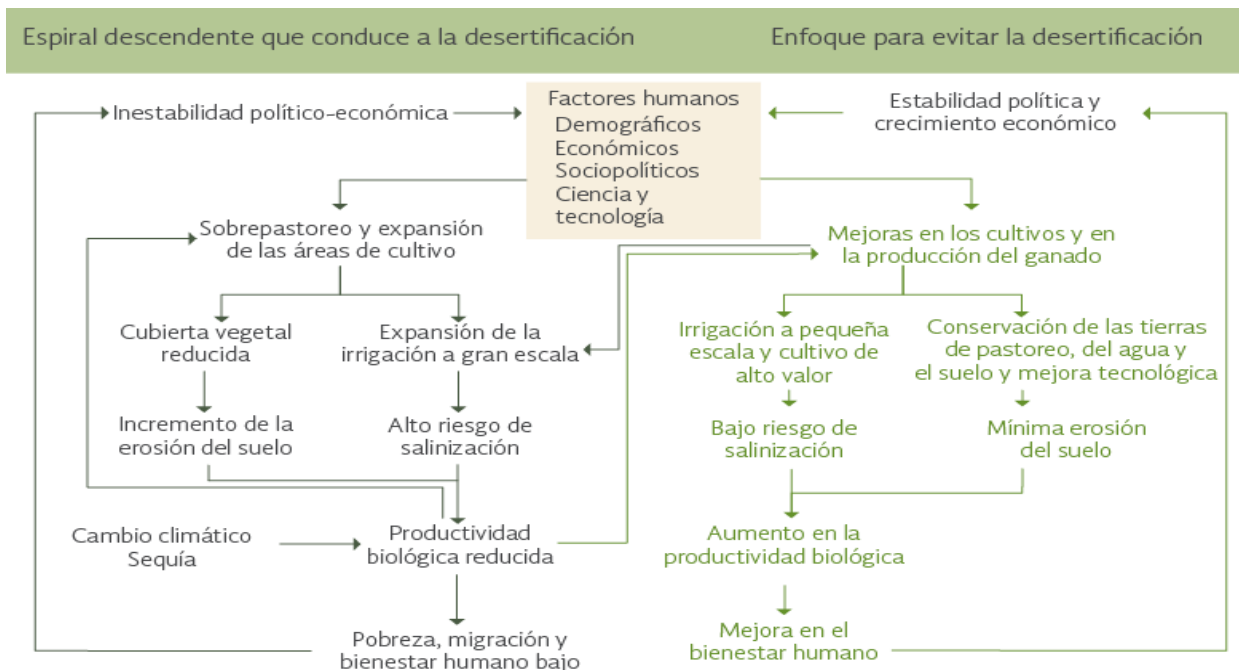 Espiral descendente que conduce a la desertificación
Enfoque para evitar la desertificación
Inestabilidad político-económica
Factores humanos
Demográficos
Económicos
Sociopolíticos
Ciencia y
tecnología
Estabilidad política y
crecimiento económico
Sobrepastoreo y expansión
de las áreas de cultivo
Mejoras en los cultivos y en
la producción del ganado
Cubierta vegetal
reducida
Expansión de la
irrigación a gran escala
Irrigación a pequeña
escala y cultivo de
alto valor
Conservación de las tierras
de pastoreo, del agua y
el suelo y mejora tecnológica
Incremento de la
erosión del suelo
Alto riesgo de
salinización
Bajo riesgo de
salinización
Mínima erosión
del suelo
Cambio climático
Sequía
Productividad
biológica reducida
Aumento en la
productividad biológica
Pobreza, migración y
bienestar humano bajo
Mejora en el
bienestar humano